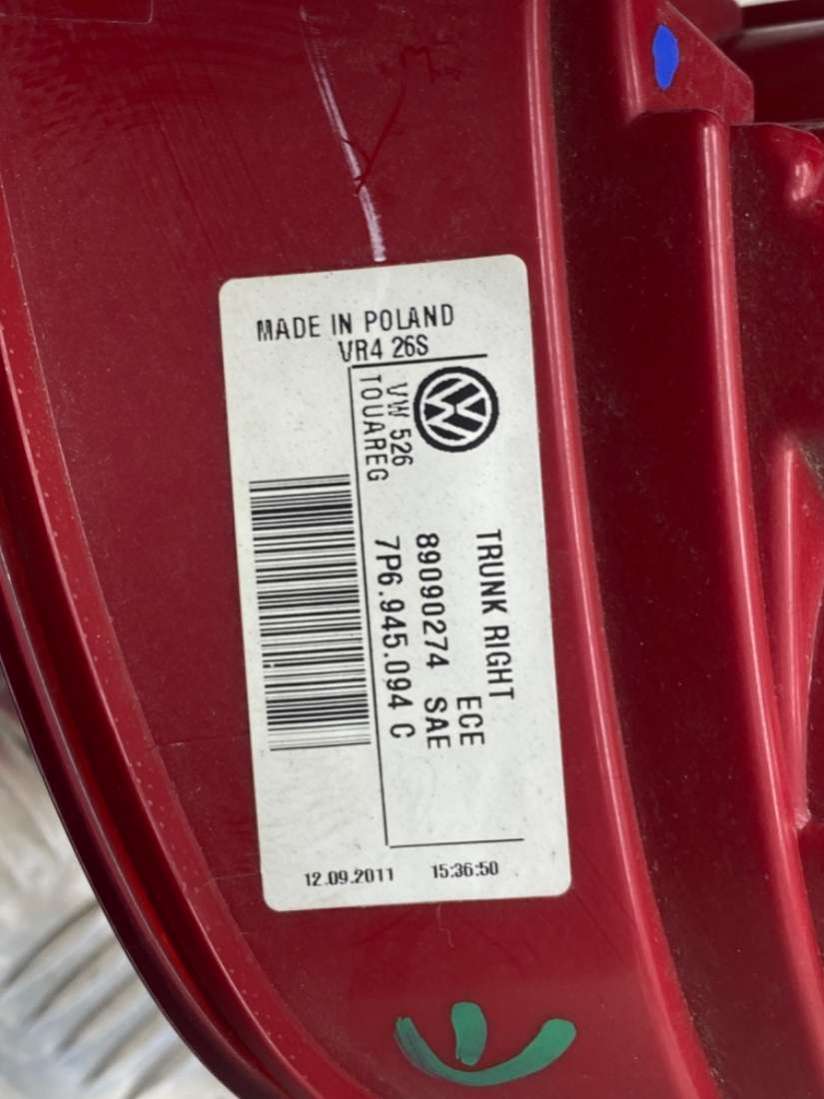 MADE IN POLAND
VR4 26S
VW 526
TOUAREG
TRUNK RIGHT
ECE
89090274 SAE
7P6.945.094 C
12.09.2011 15:36:50